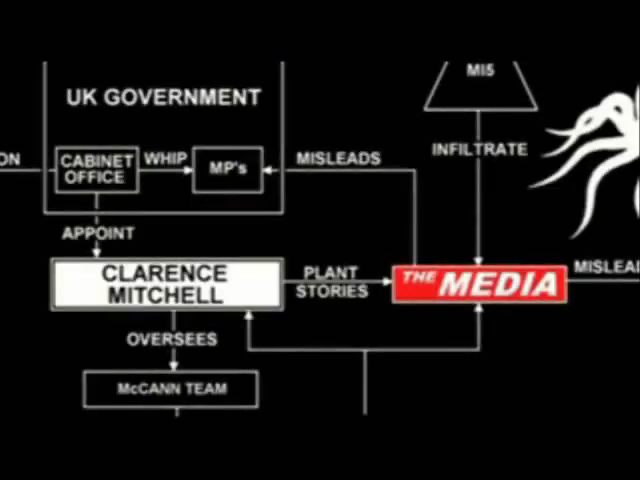 MI5
UK GOVERNMENT
INFILTRATE
ON
CABINET
OFFICE
WHIP
MP's
MISLEADS
APPOINT
CLARENCE
MITCHELL
PLANT
STORIES
THE MEDIA
MISLEA
OVERSEES
McCANN TEAM